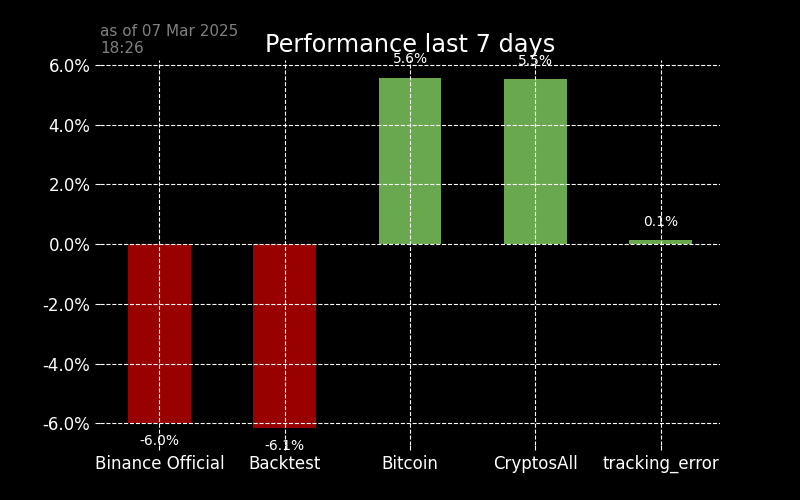 as of 07 Mar 2025
18:26
Performance last 7 days
6.0%
4.0%
2.0%
0.0%
-2.0%
-4.0%
-6.0%
5.6%
5.5%
0.1%
-6.0%
-6.1%
Binance Official
Backtest
Bitcoin
CryptosAll
tracking_error